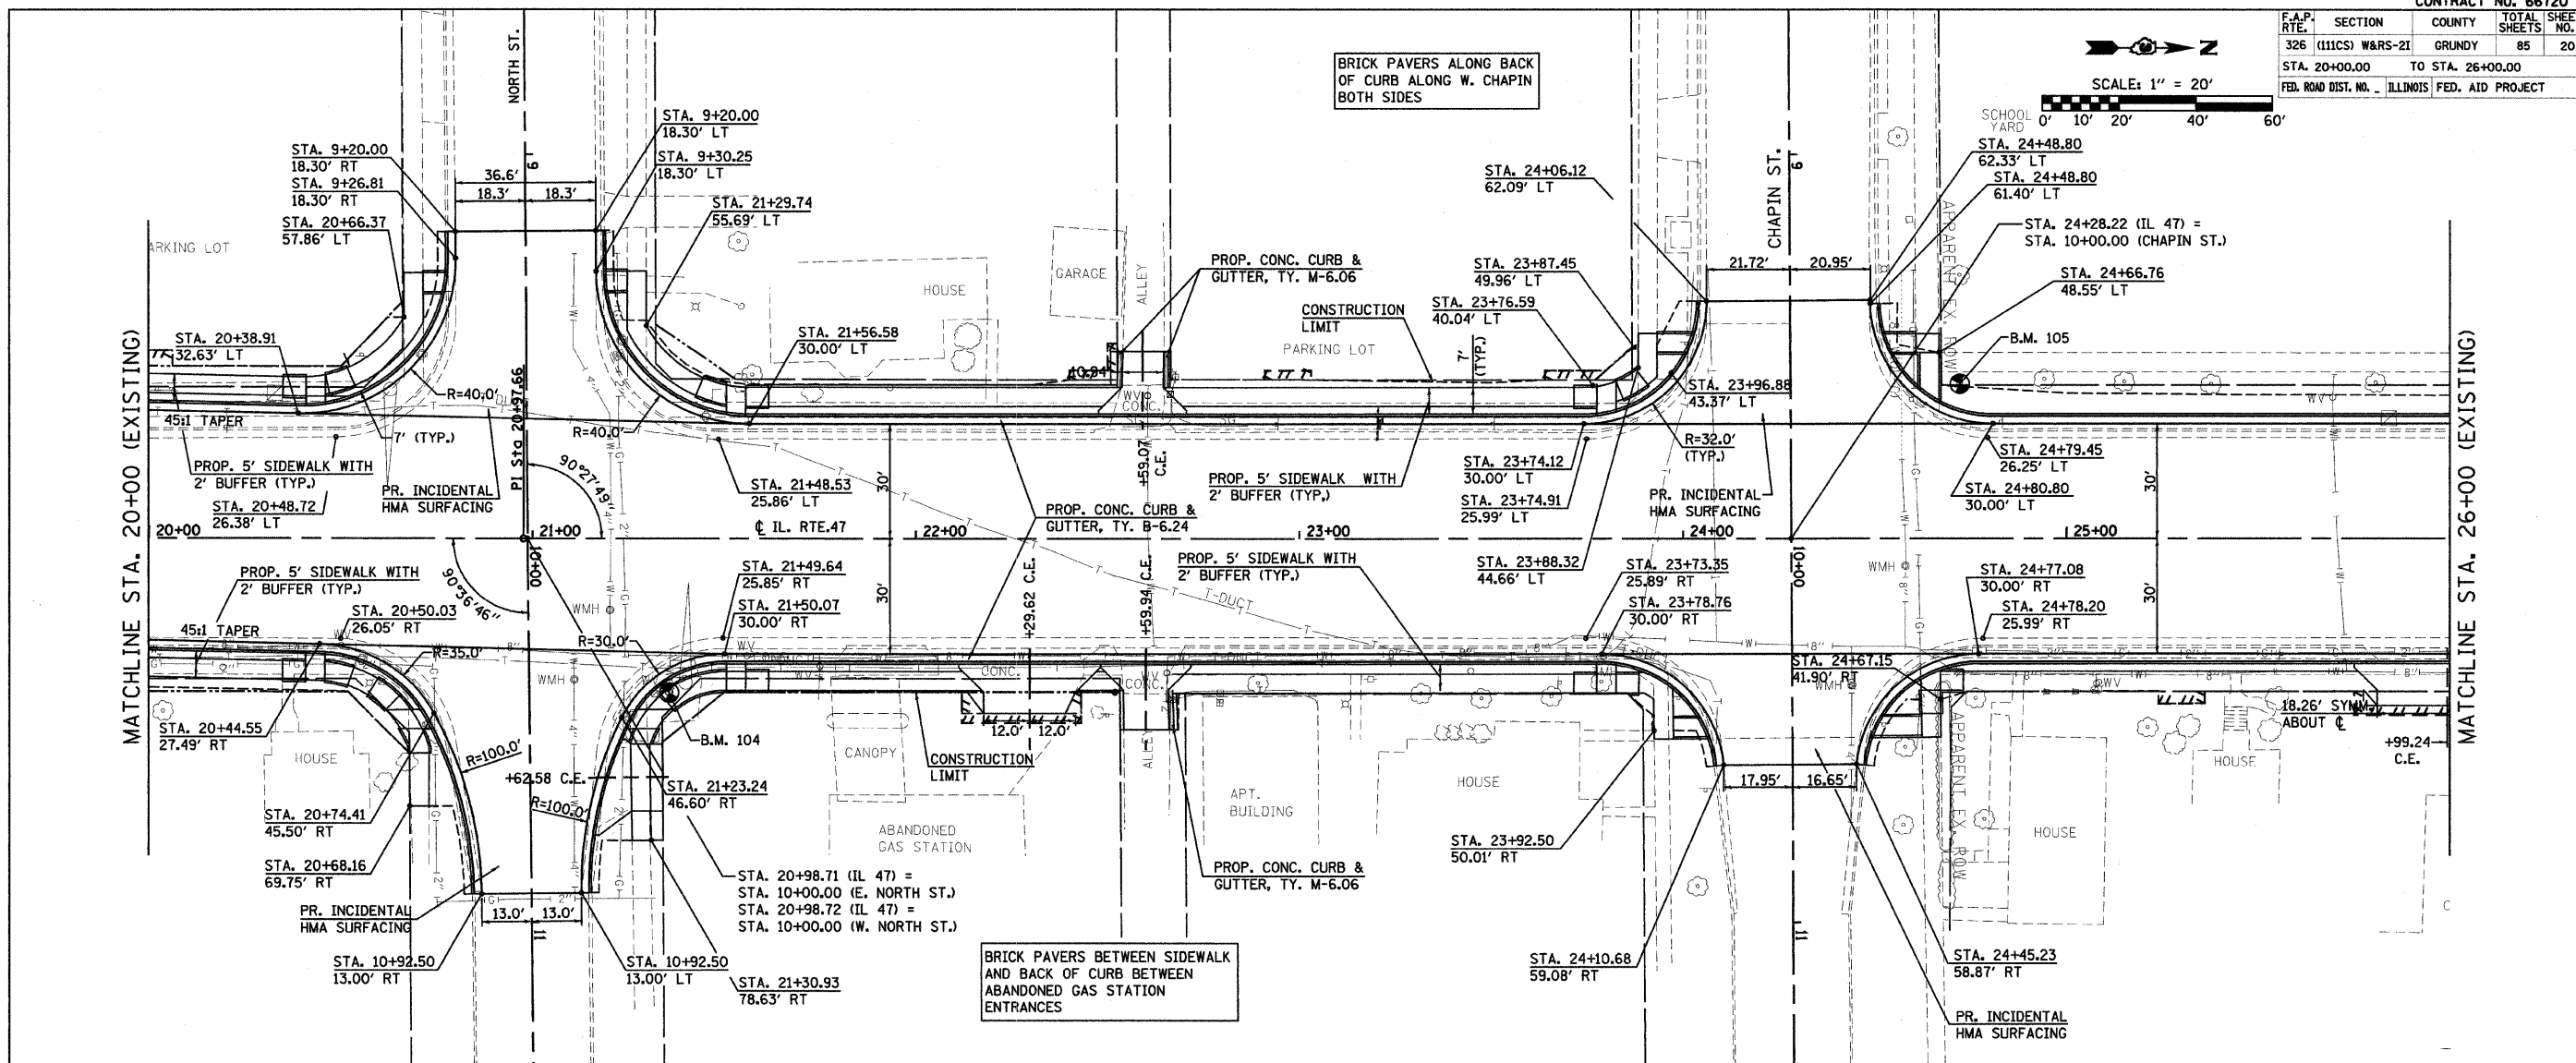 CONTRACT NO. 66720
F.A.P. RTE. SECTION COUNTY TOTAL SHEETS SHEE NO.
326 (111CS) W&RS-2I GRUNDY 85 20
STA. 20+00.00 TO STA. 26+00.00
FED. ROAD DIST. NO. _ ILLINOIS FED. AID PROJECT
Z
SCALE: 1" = 20'
0' 10' 20' 40' 60'
BRICK PAVERS ALONG BACK
OF CURB ALONG W. CHAPIN
BOTH SIDES
NORTH ST.
CHAPIN ST.
SCHOOL
YARD
STA. 9+20.00
18.30' RT
STA. 9+26.81
18.30' RT
STA. 20+66.37
57.86' LT
36.6'
18.3' 18.3'
9
STA. 9+20.00
18.30' LT
STA. 9+30.25
18.30' LT
STA. 21+29.74
55.69' LT
ARKING LOT
HOUSE
GARAGE
ALLEY
PROP. CONC. CURB &
GUTTER, TY. M-6.06
CONSTRUCTION
LIMIT
PARKING LOT
STA. 24+06.12
62.09' LT
STA. 23+87.45
49.96' LT
STA. 23+76.59
40.04' LT
21.72' 20.95'
9
STA. 24+48.80
62.33' LT
STA. 24+48.80
61.40' LT
STA. 24+28.22 (IL 47) =
STA. 10+00.00 (CHAPIN ST.)
STA. 24+66.76
48.55' LT
B.M. 105
APPARENT EX. ROW
MATCHLINE STA. 20+00 (EXISTING)
MATCHLINE STA. 26+00 (EXISTING)
STA. 20+38.91
32.63' LT
45:1 TAPER
R=40.0'
7' (TYP.)
PROP. 5' SIDEWALK WITH
2' BUFFER (TYP.)
STA. 20+48.72
26.38' LT
PR. INCIDENTAL
HMA SURFACING
PI Sta 20+97.66
90°27'49"
R=40.0'
STA. 21+56.58
30.00' LT
STA. 21+48.53
25.86' LT
10.94'
WV
CONC.
7'
(TYP.)
STA. 23+96.88
43.37' LT
R=32.0'
(TYP.)
PROP. 5' SIDEWALK WITH
2' BUFFER (TYP.)
STA. 23+74.12
30.00' LT
STA. 23+74.91
25.99' LT
PR. INCIDENTAL
HMA SURFACING
STA. 24+79.45
26.25' LT
STA. 24+80.80
30.00' LT
30'
30'
+59.07
C.E.
PROP. CONC. CURB &
GUTTER, TY. B-6.24
20+00 21+00 ℄ IL. RTE.47 22+00 23+00 24+00 25+00
10+00
10+00
90°36'46"
PROP. 5' SIDEWALK WITH
2' BUFFER (TYP.)
STA. 20+50.03
26.05' RT
45:1 TAPER
STA. 21+49.64
25.85' RT
STA. 21+50.07
30.00' RT
30'
+29.62 C.E.
+59.94 C.E.
PROP. 5' SIDEWALK WITH
2' BUFFER (TYP.)
T-DUCT
STA. 23+88.32
44.66' LT
STA. 23+73.35
25.89' RT
STA. 23+78.76
30.00' RT
WMH
STA. 24+77.08
30.00' RT
STA. 24+78.20
25.99' RT
30'
WMH
WMH
R=30.0'
R=35.0'
STA. 24+67.15
41.90' RT
WMH
STA. 20+44.55
27.49' RT
HOUSE
R=100.0'
+62.58 C.E.
R=100.0'
B.M. 104
STA. 21+23.24
46.60' RT
CANOPY
CONSTRUCTION
LIMIT
CONC.
CONC.
12.0' 12.0'
ALLEY
APT.
BUILDING
HOUSE
17.95' 16.65'
APPARENT EX. ROW
HOUSE
HOUSE
18.26' SYMM.
ABOUT ℄
+99.24
C.E.
STA. 20+74.41
45.50' RT
STA. 20+68.16
69.75' RT
PR. INCIDENTAL
HMA SURFACING
13.0' 13.0'
11
STA. 10+92.50
13.00' RT
STA. 10+92.50
13.00' LT
STA. 20+98.71 (IL 47) =
STA. 10+00.00 (E. NORTH ST.)
STA. 20+98.72 (IL 47) =
STA. 10+00.00 (W. NORTH ST.)
STA. 21+30.93
78.63' RT
ABANDONED
GAS STATION
PROP. CONC. CURB &
GUTTER, TY. M-6.06
BRICK PAVERS BETWEEN SIDEWALK
AND BACK OF CURB BETWEEN
ABANDONED GAS STATION
ENTRANCES
STA. 23+92.50
50.01' RT
STA. 24+10.68
59.08' RT
11
STA. 24+45.23
58.87' RT
PR. INCIDENTAL
HMA SURFACING